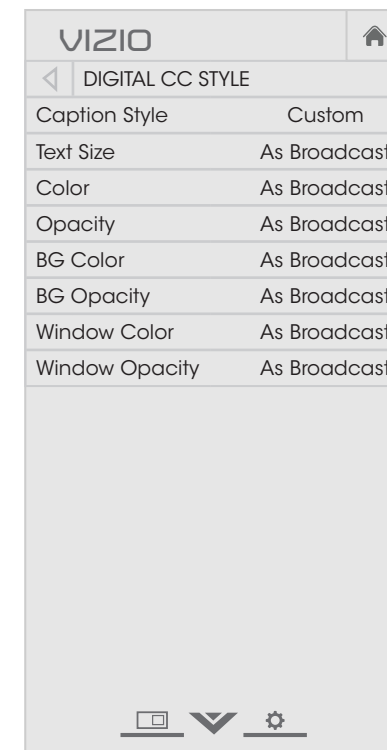 VIZIO
DIGITAL CC STYLE
Caption Style Custom
Text Size As Broadcast
Color As Broadcast
Opacity As Broadcast
BG Color As Broadcast
BG Opacity As Broadcast
Window Color As Broadcast
Window Opacity As Broadcast